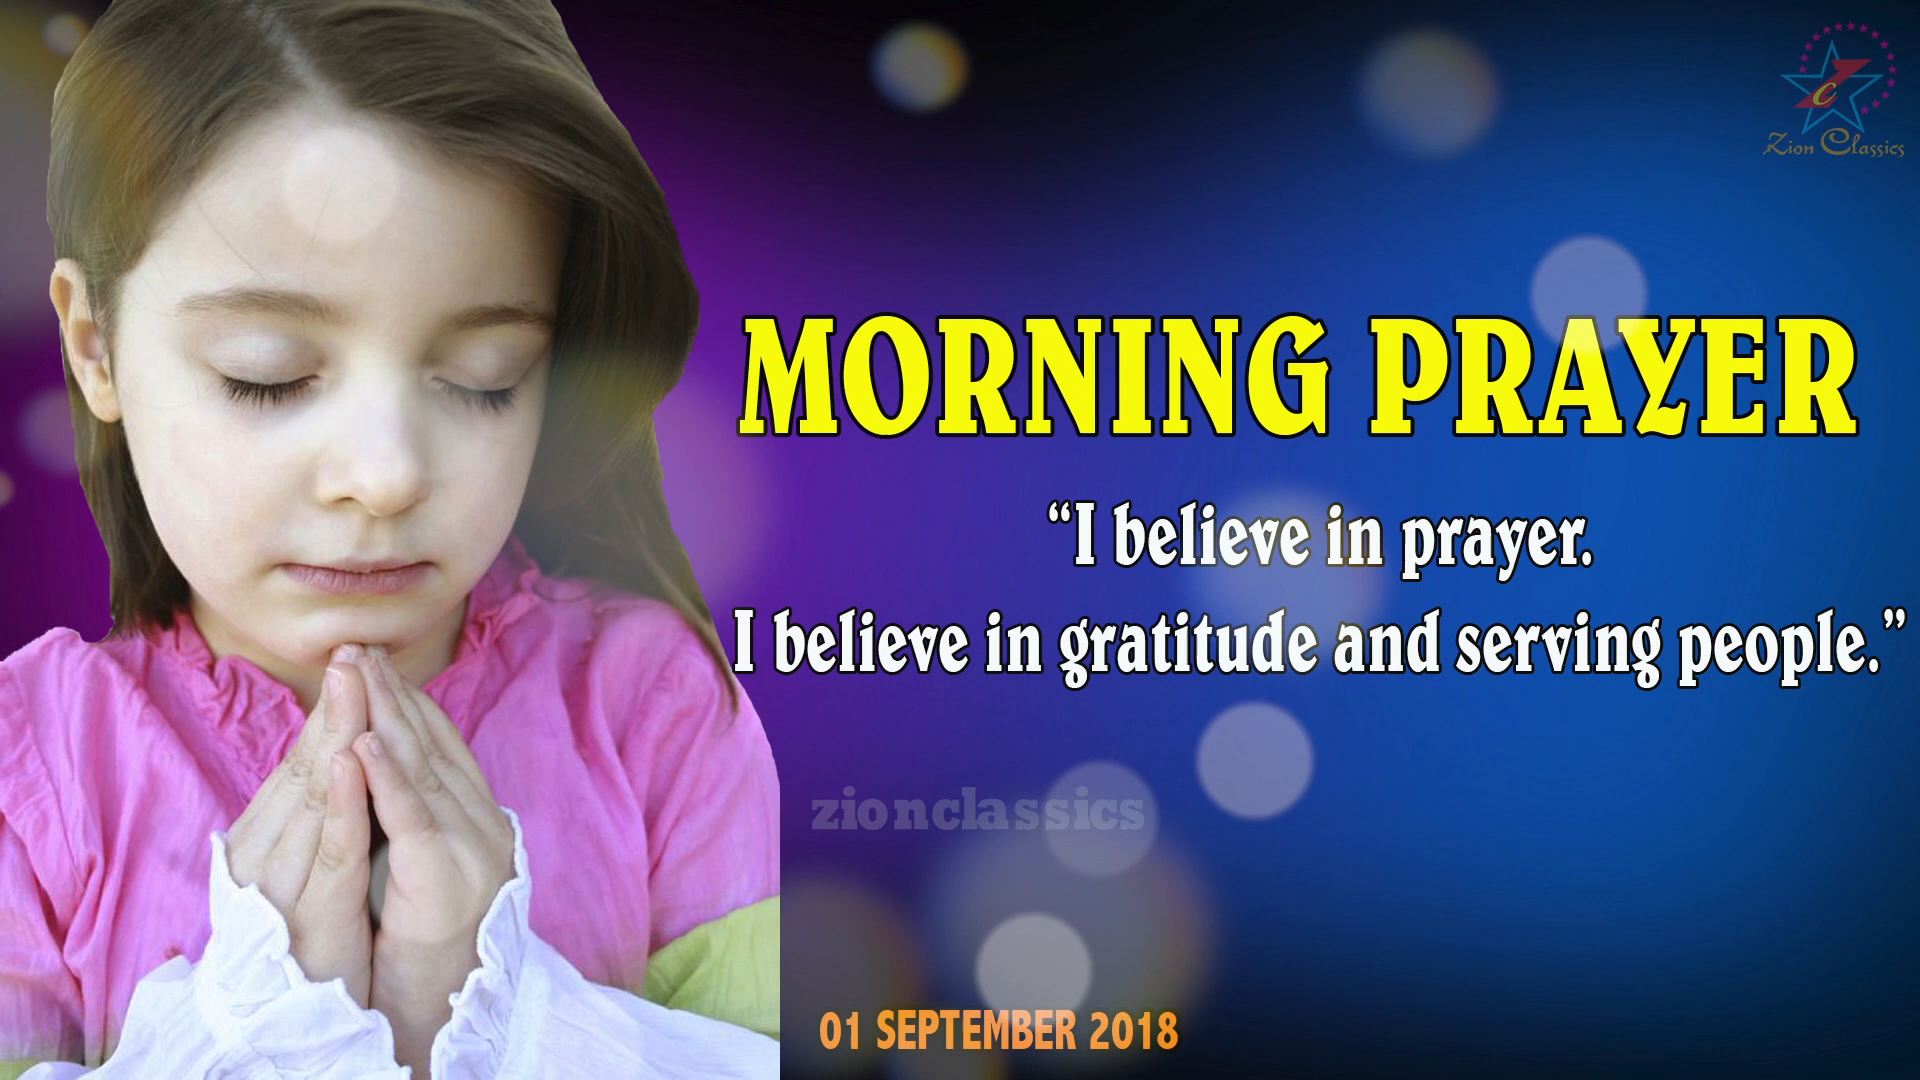 C
Zion Classics
MORNING PRAYER
“I believe in prayer.
I believe in gratitude and serving people.”
zionclassics
01 SEPTEMBER 2018